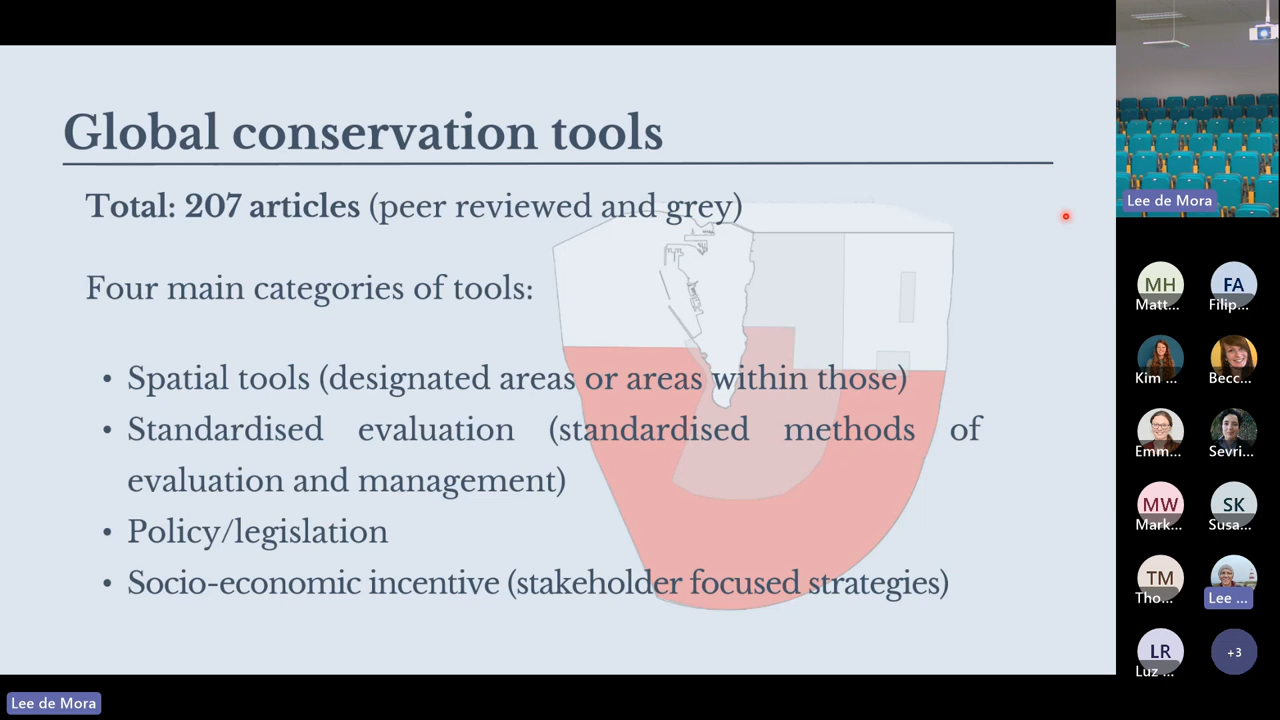 Global conservation tools
Total: 207 articles (peer reviewed and grey)
Four main categories of tools:
• Spatial tools (designated areas or areas within those)
• Standardised evaluation (standardised methods of
evaluation and management)
• Policy/legislation
• Socio-economic incentive (stakeholder focused strategies)
Lee de Mora
Lee de Mora
MH
Matt...
FA
Filip...
Kim ...
Becc...
Emm...
Sevri...
MW
Mark...
SK
Susa...
TM
Tho...
Lee ...
LR
Luz ...
+3